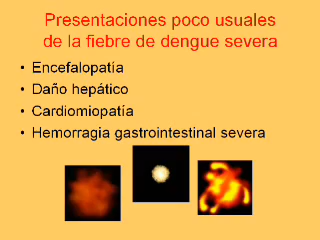 Presentaciones poco usuales
de la fiebre de dengue severa
• Encefalopatía
• Daño hepático
• Cardiomiopatía
• Hemorragia gastrointestinal severa